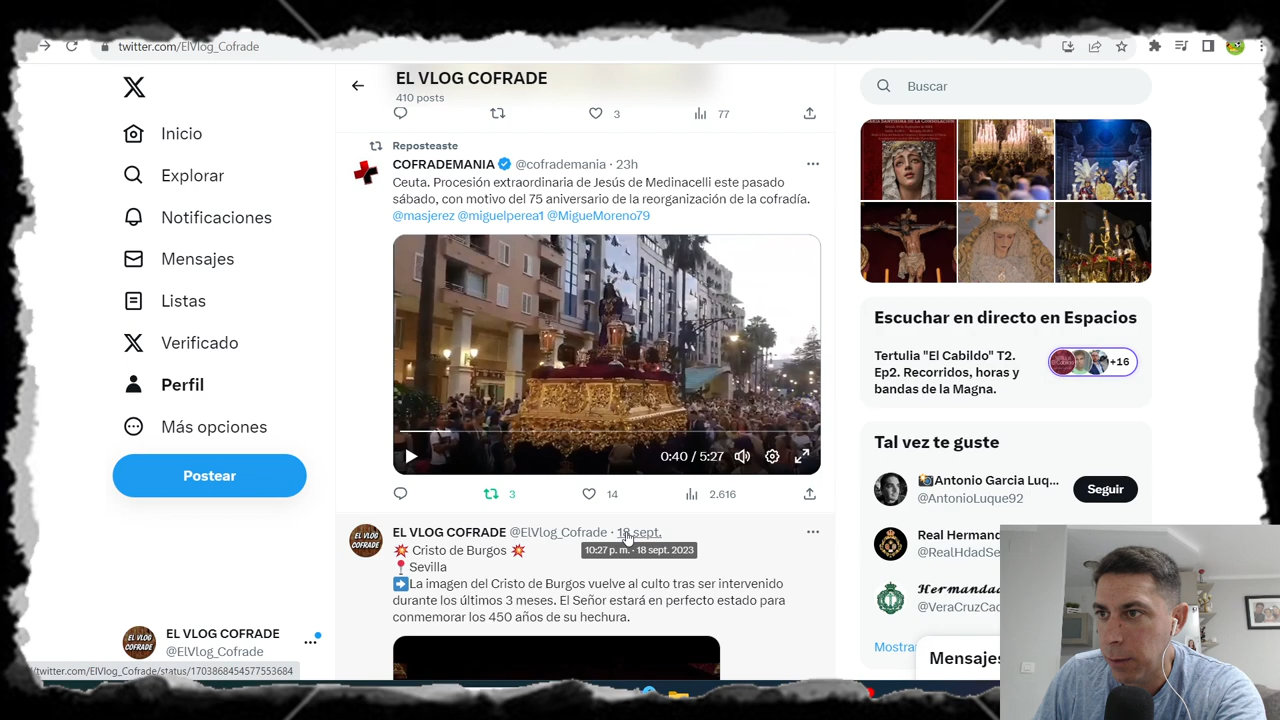 twitter.com/ElVlog_Cofrade
EL VLOG COFRADE
410 posts
3
77
Buscar
Inicio
Explorar
Notificaciones
Mensajes
Listas
Verificado
Perfil
Más opciones
Postear
EL VLOG COFRADE
@ElVlog_Cofrade
twitter.com/ElVlog_Cofrade/status/1703868454577553684
Reposteaste
COFRADEMANIA @cofrademania · 23h
Ceuta. Procesión extraordinaria de Jesús de Medinacelli este pasado
sábado, con motivo del 75 aniversario de la reorganización de la cofradía.
@masjerez @miguelperea1 @MigueMoreno79
0:40 / 5:27
3
14
2.616
EL VLOG COFRADE @ElVlog_Cofrade · 18 sept.
10:27 p. m. · 18 sept. 2023
💥 Cristo de Burgos 💥
📍Sevilla
➡️La imagen del Cristo de Burgos vuelve al culto tras ser intervenido
durante los últimos 3 meses. El Señor estará en perfecto estado para
conmemorar los 450 años de su hechura.
Escuchar en directo en Espacios
Tertulia "El Cabildo" T2.
Ep2. Recorridos, horas y
bandas de la Magna.
+16
Tal vez te guste
📸Antonio Garcia Luq...
@AntonioLuque92
Seguir
Real Hermand
@RealHdadSe
Hermandad
@VeraCruzCad
Mostra
Mensajes